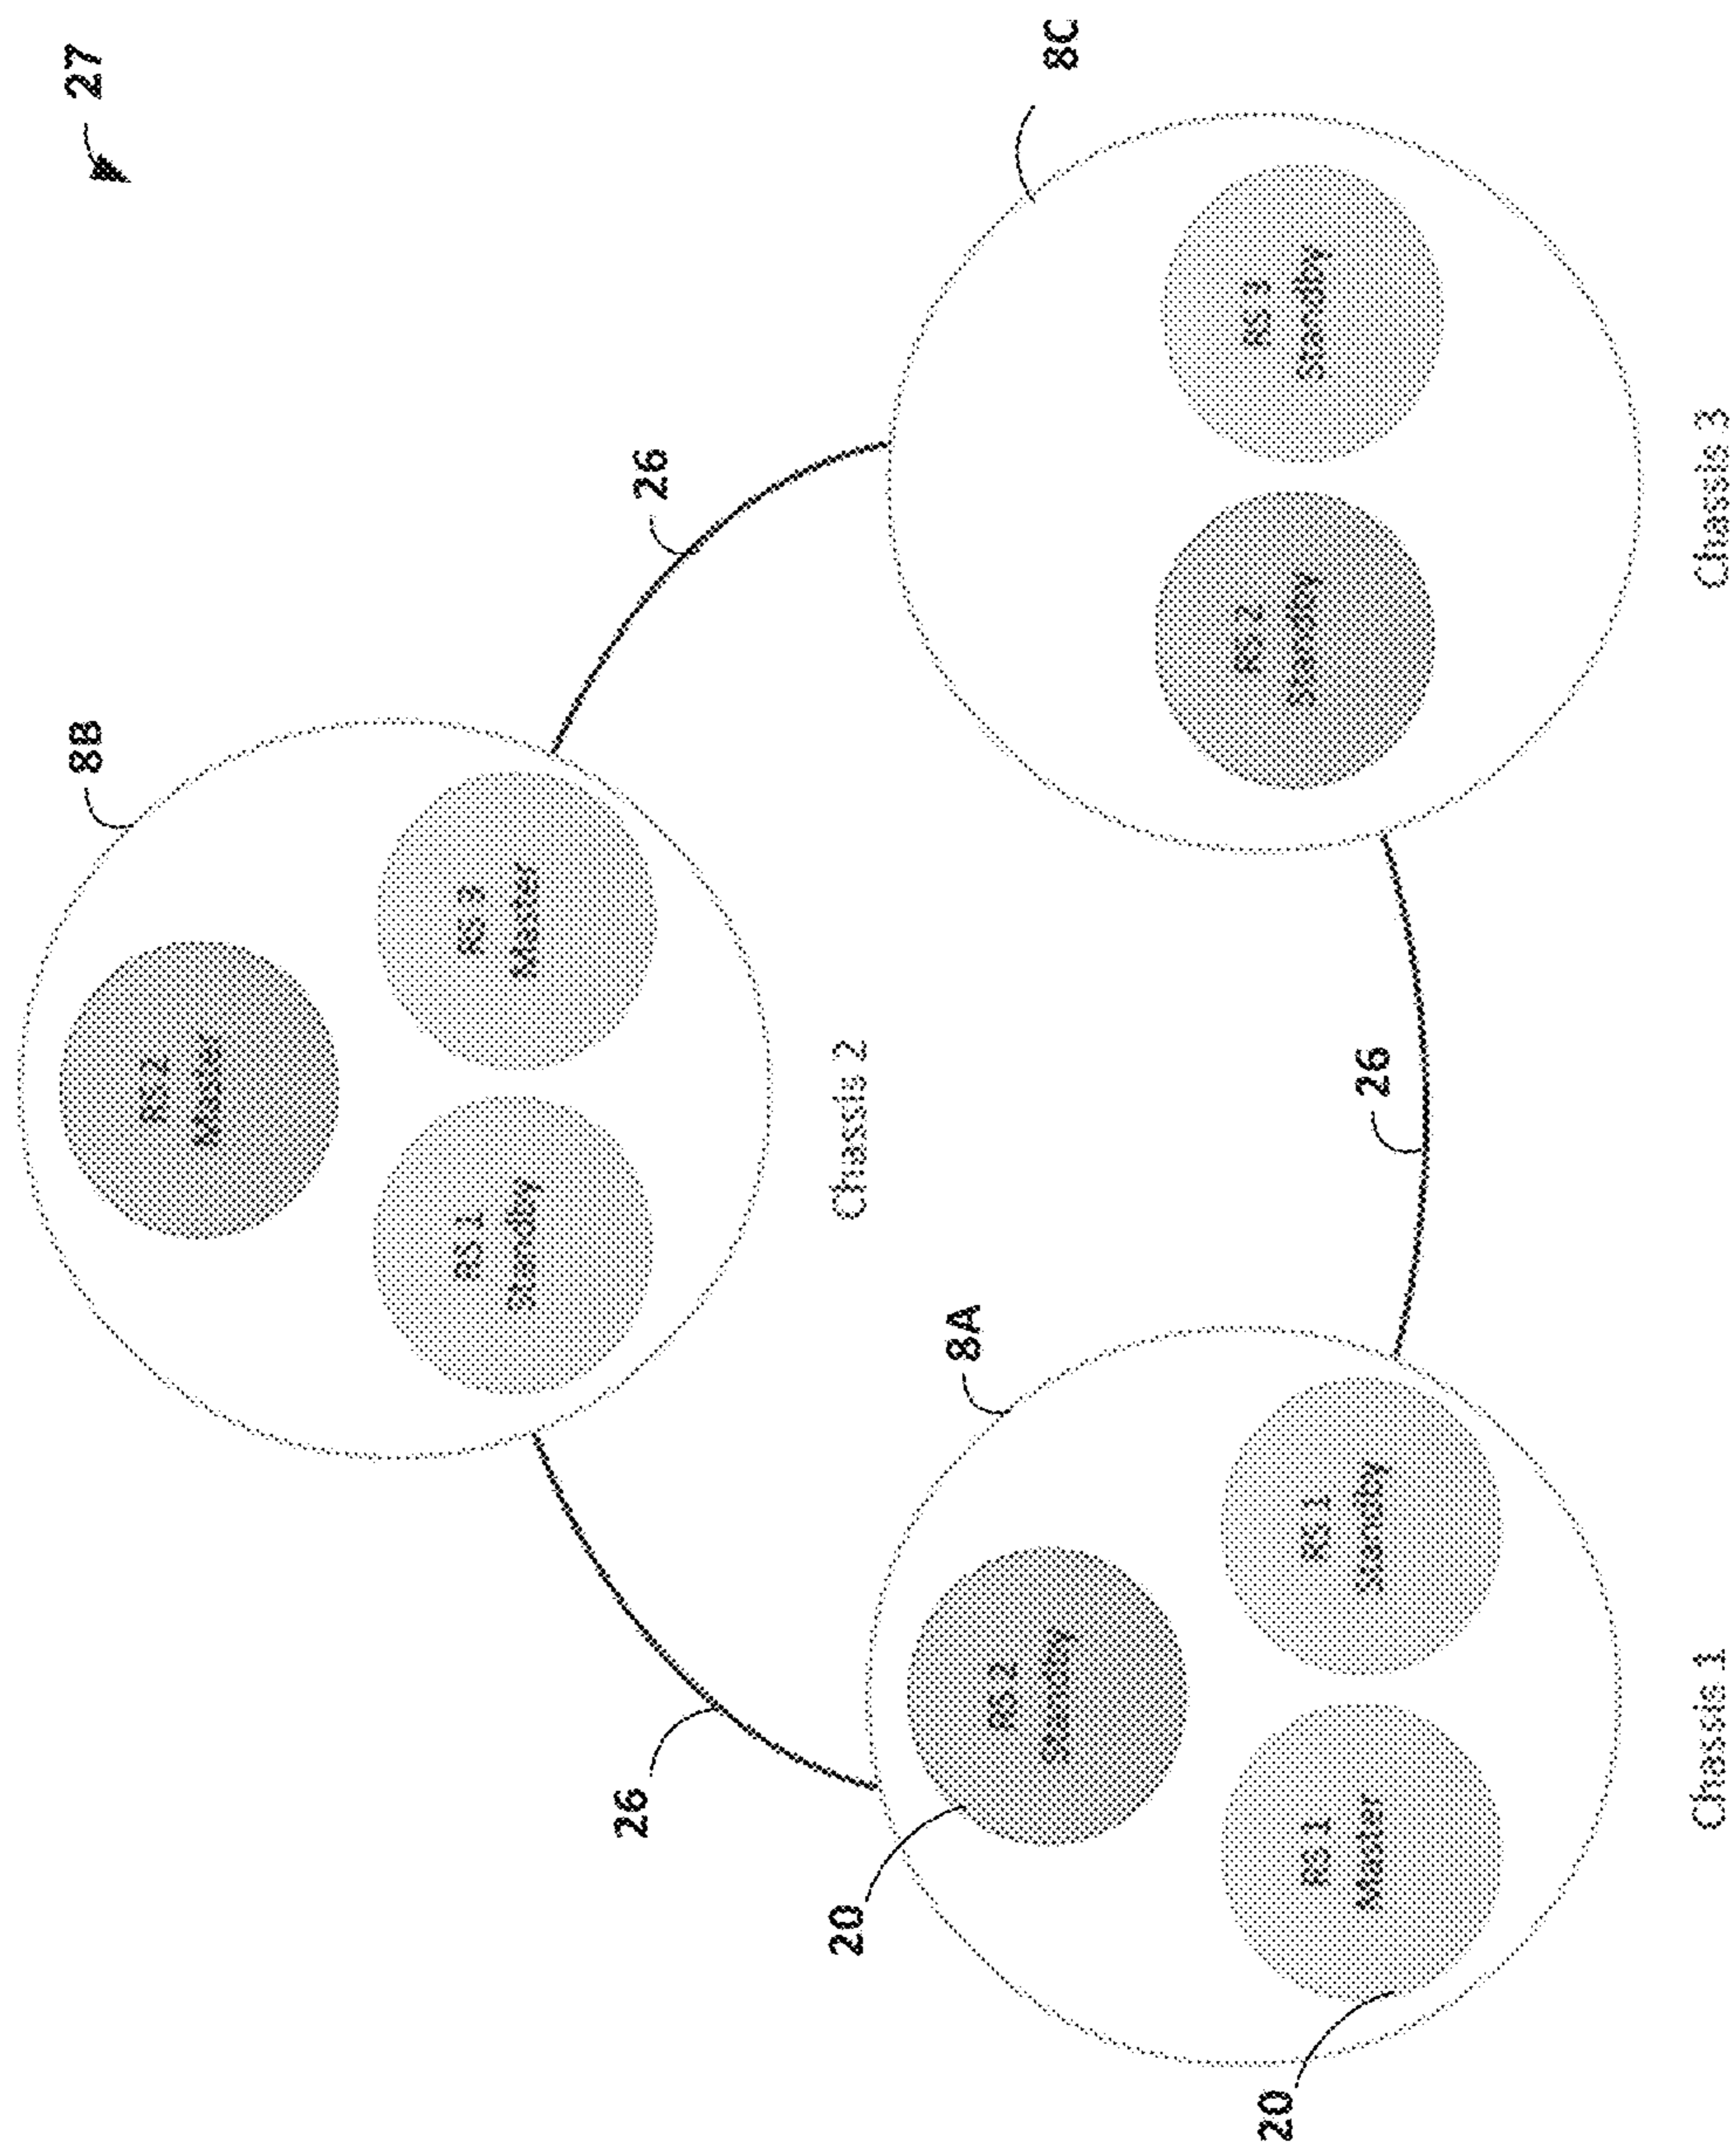 27
8B
RS 2
Master
RS 1
Standby
RS 3
Master
Chassis 2
26
26
8C
RS 2
Standby
RS 3
Standby
Chassis 3
8A
20
RS 2
Standby
RS 1
Master
RS 1
Standby
20
26
Chassis 1